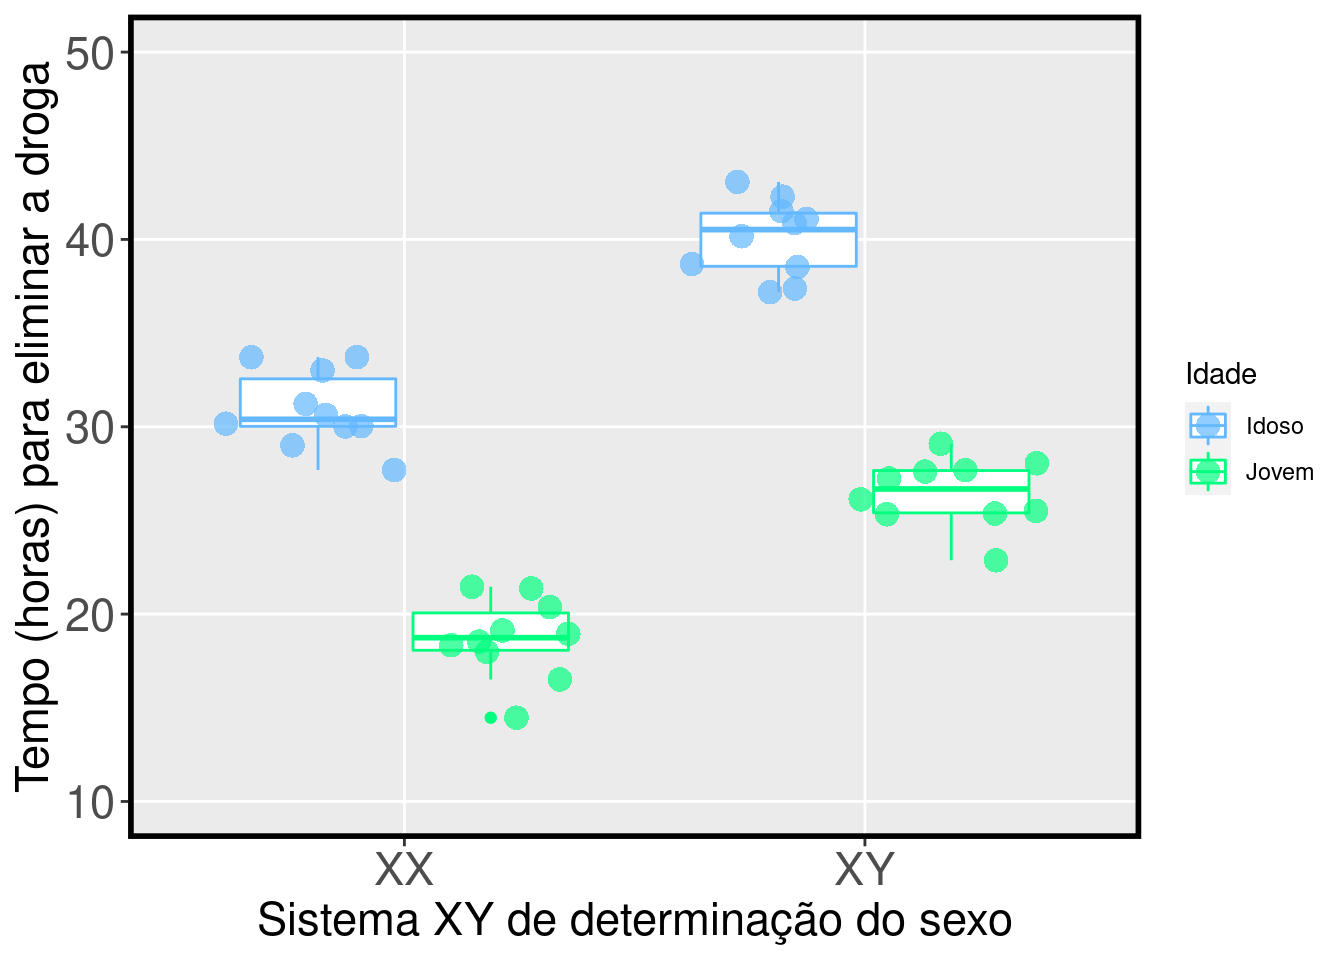 Tempo (horas) para eliminar a droga
50
40
30
20
10
XX
XY
Sistema XY de determinação do sexo
Idade
Idoso
Jovem